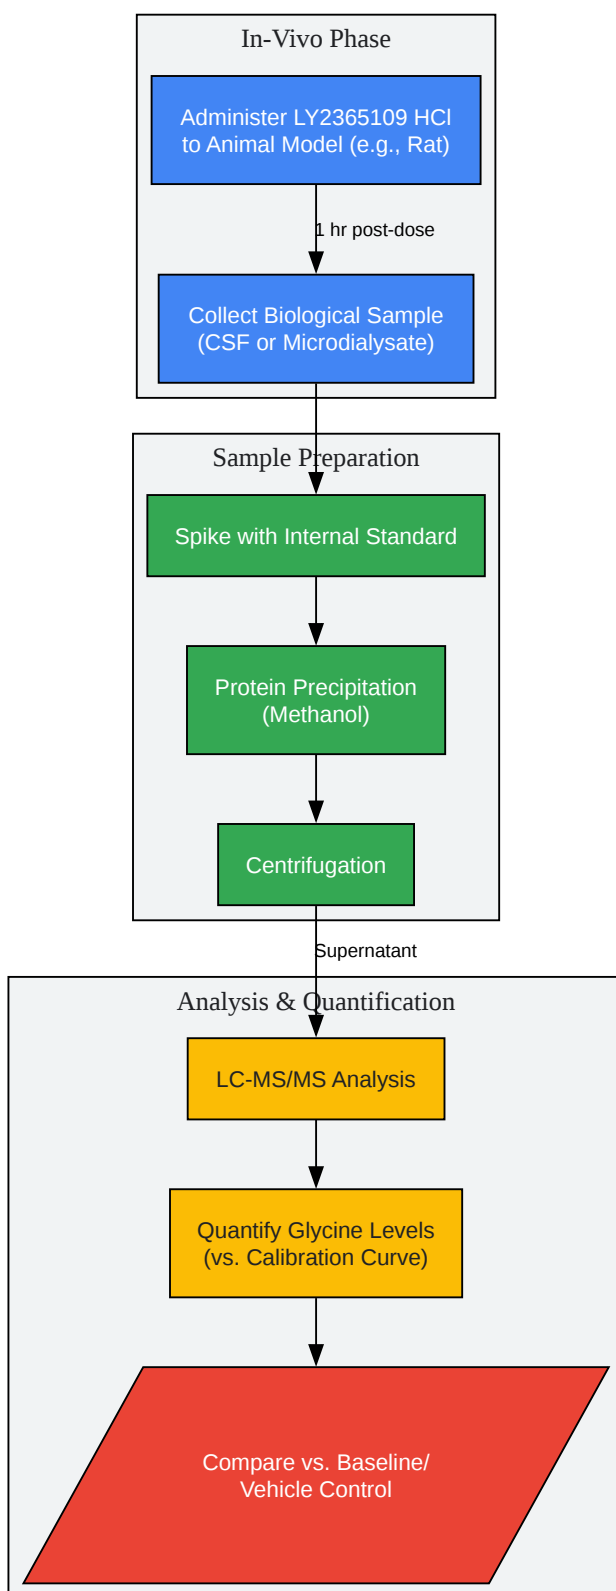 In-Vivo Phase
Administer LY2365109 HCl
to Animal Model (e.g., Rat)
1 hr post-dose
Collect Biological Sample
(CSF or Microdialysate)
Sample Preparation
Spike with Internal Standard
Protein Precipitation
(Methanol)
Centrifugation
Supernatant
Analysis & Quantification
LC-MS/MS Analysis
Quantify Glycine Levels
(vs. Calibration Curve)
Compare vs. Baseline/
Vehicle Control